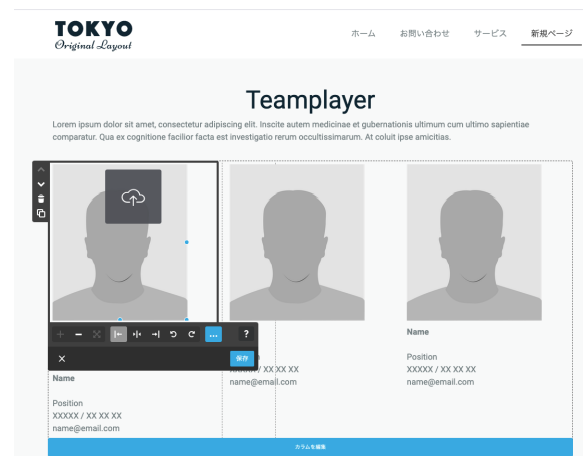 TOKYO
Original Layout
ホーム お問い合わせ サービス 新規ページ
Teamplayer
Lorem ipsum dolor sit amet, consectetur adipiscing elit. Inscite autem medicinae et gubernationis ultimum cum ultimo sapientiae
comparatur. Qua ex cognitione facilior facta est investigatio rerum occultissimarum. At coluit ipse amicitias.
?
保存
Name
Position
XXXXX / XX XX XX
name@email.com
XXXXX / XX XX XX
name@email.com
Name
Position
XXXXX / XX XX XX
name@email.com
カラムを編集